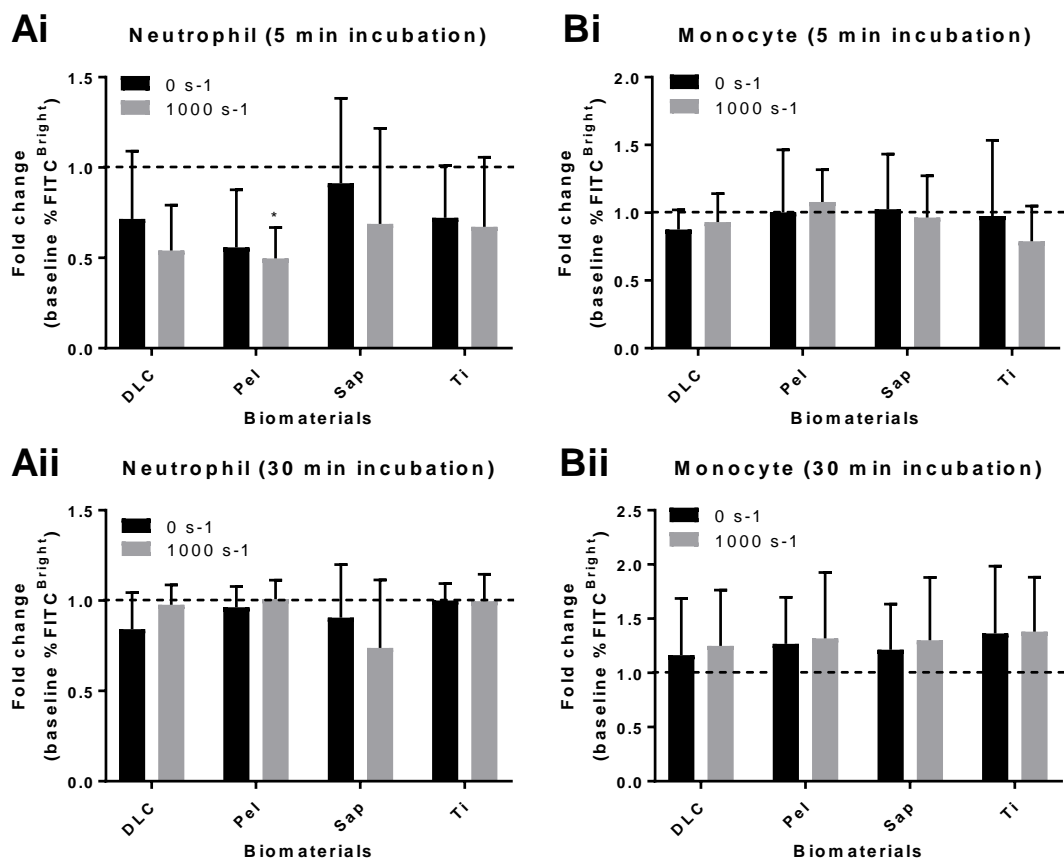 Ai
Neutrophil (5 min incubation)
Fold change
(baseline % FITC^Bright)
1.5
1.0
0.5
0.0
0 s-1
1000 s-1
*
DLC
Pel
Sap
Ti
Biomaterials
Bi
Monocyte (5 min incubation)
Fold change
(baseline % FITC^Bright)
2.0
1.5
1.0
0.5
0.0
0 s-1
1000 s-1
DLC
Pel
Sap
Ti
Biomaterials
Aii
Neutrophil (30 min incubation)
Fold change
(baseline % FITC^Bright)
1.5
1.0
0.5
0.0
0 s-1
1000 s-1
DLC
Pel
Sap
Ti
Biomaterials
Bii
Monocyte (30 min incubation)
Fold change
(baseline % FITC^Bright)
2.5
2.0
1.5
1.0
0.5
0.0
0 s-1
1000 s-1
DLC
Pel
Sap
Ti
Biomaterials